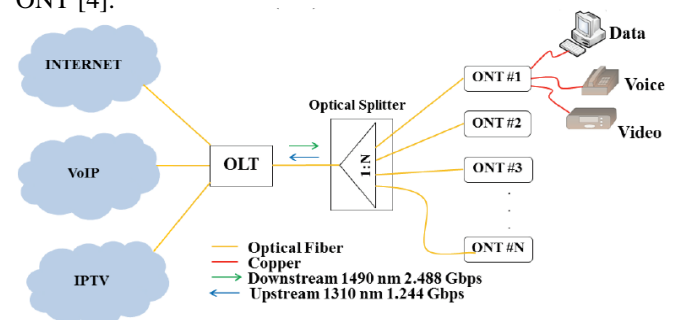 ONT [4].
INTERNET
VoIP
IPTV
OLT
Optical Splitter
1:N
ONT #1
ONT #2
ONT #3
.
.
.
ONT #N
Data
Voice
Video
Optical Fiber
Copper
Downstream 1490 nm 2.488 Gbps
Upstream 1310 nm 1.244 Gbps